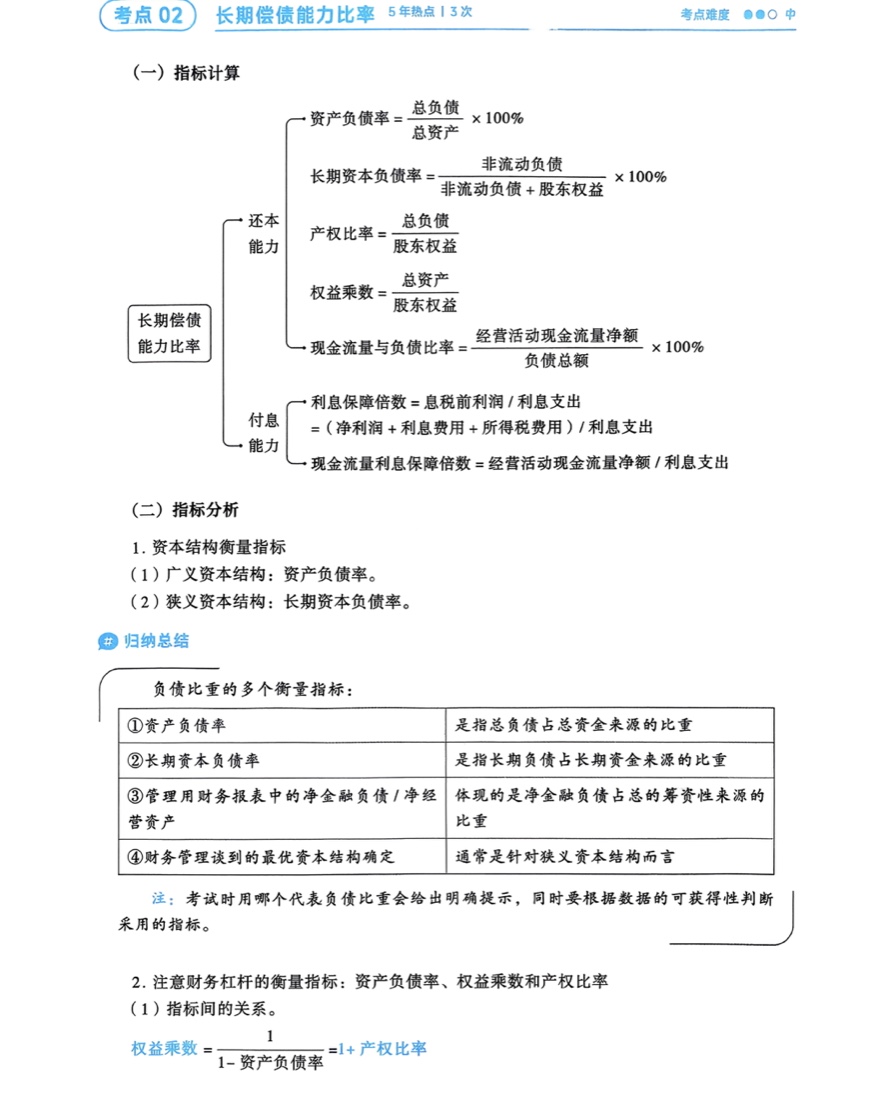 考点 02 长期偿债能力比率 5年热点 | 3次 考点难度 中
（一）指标计算
资产负债率 = 总负债 / 总资产 × 100%
长期资本负债率 = 非流动负债 / 非流动负债 + 股东权益 × 100%
还本
能力
产权比率 = 总负债 / 股东权益
权益乘数 = 总资产 / 股东权益
长期偿债
能力比率
现金流量与负债比率 = 经营活动现金流量净额 / 负债总额 × 100%
付息
能力
利息保障倍数 = 息税前利润 / 利息支出
=（净利润 + 利息费用 + 所得税费用）/ 利息支出
现金流量利息保障倍数 = 经营活动现金流量净额 / 利息支出
（二）指标分析
1. 资本结构衡量指标
（1）广义资本结构：资产负债率。
（2）狭义资本结构：长期资本负债率。
# 归纳总结
负债比重的多个衡量指标：
①资产负债率 是指总负债占总资金来源的比重
②长期资本负债率 是指长期负债占长期资金来源的比重
③管理用财务报表中的净金融负债 / 净经
营资产
体现的是净金融负债占总的筹资性来源的
比重
④财务管理谈到的最优资本结构确定 通常是针对狭义资本结构而言
注：考试时用哪个代表负债比重会给出明确提示，同时要根据数据的可获得性判断
采用的指标。
2. 注意财务杠杆的衡量指标：资产负债率、权益乘数和产权比率
（1）指标间的关系。
权益乘数 = 1 / 1- 资产负债率 =1+ 产权比率